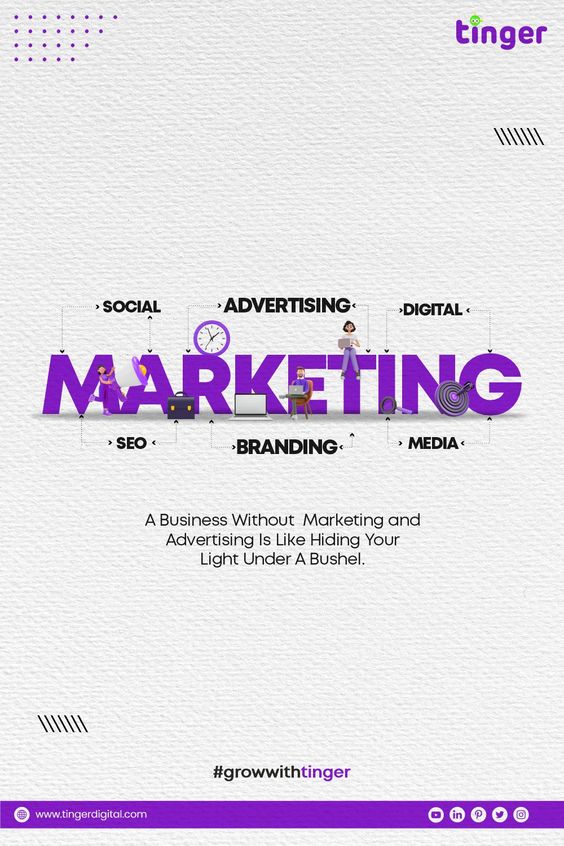 tinger
SOCIAL
ADVERTISING
DIGITAL
MARKETING
SEO
BRANDING
MEDIA
A Business Without Marketing and
Advertising Is Like Hiding Your
Light Under A Bushel.
#growwithtinger
www.tingerdigital.com